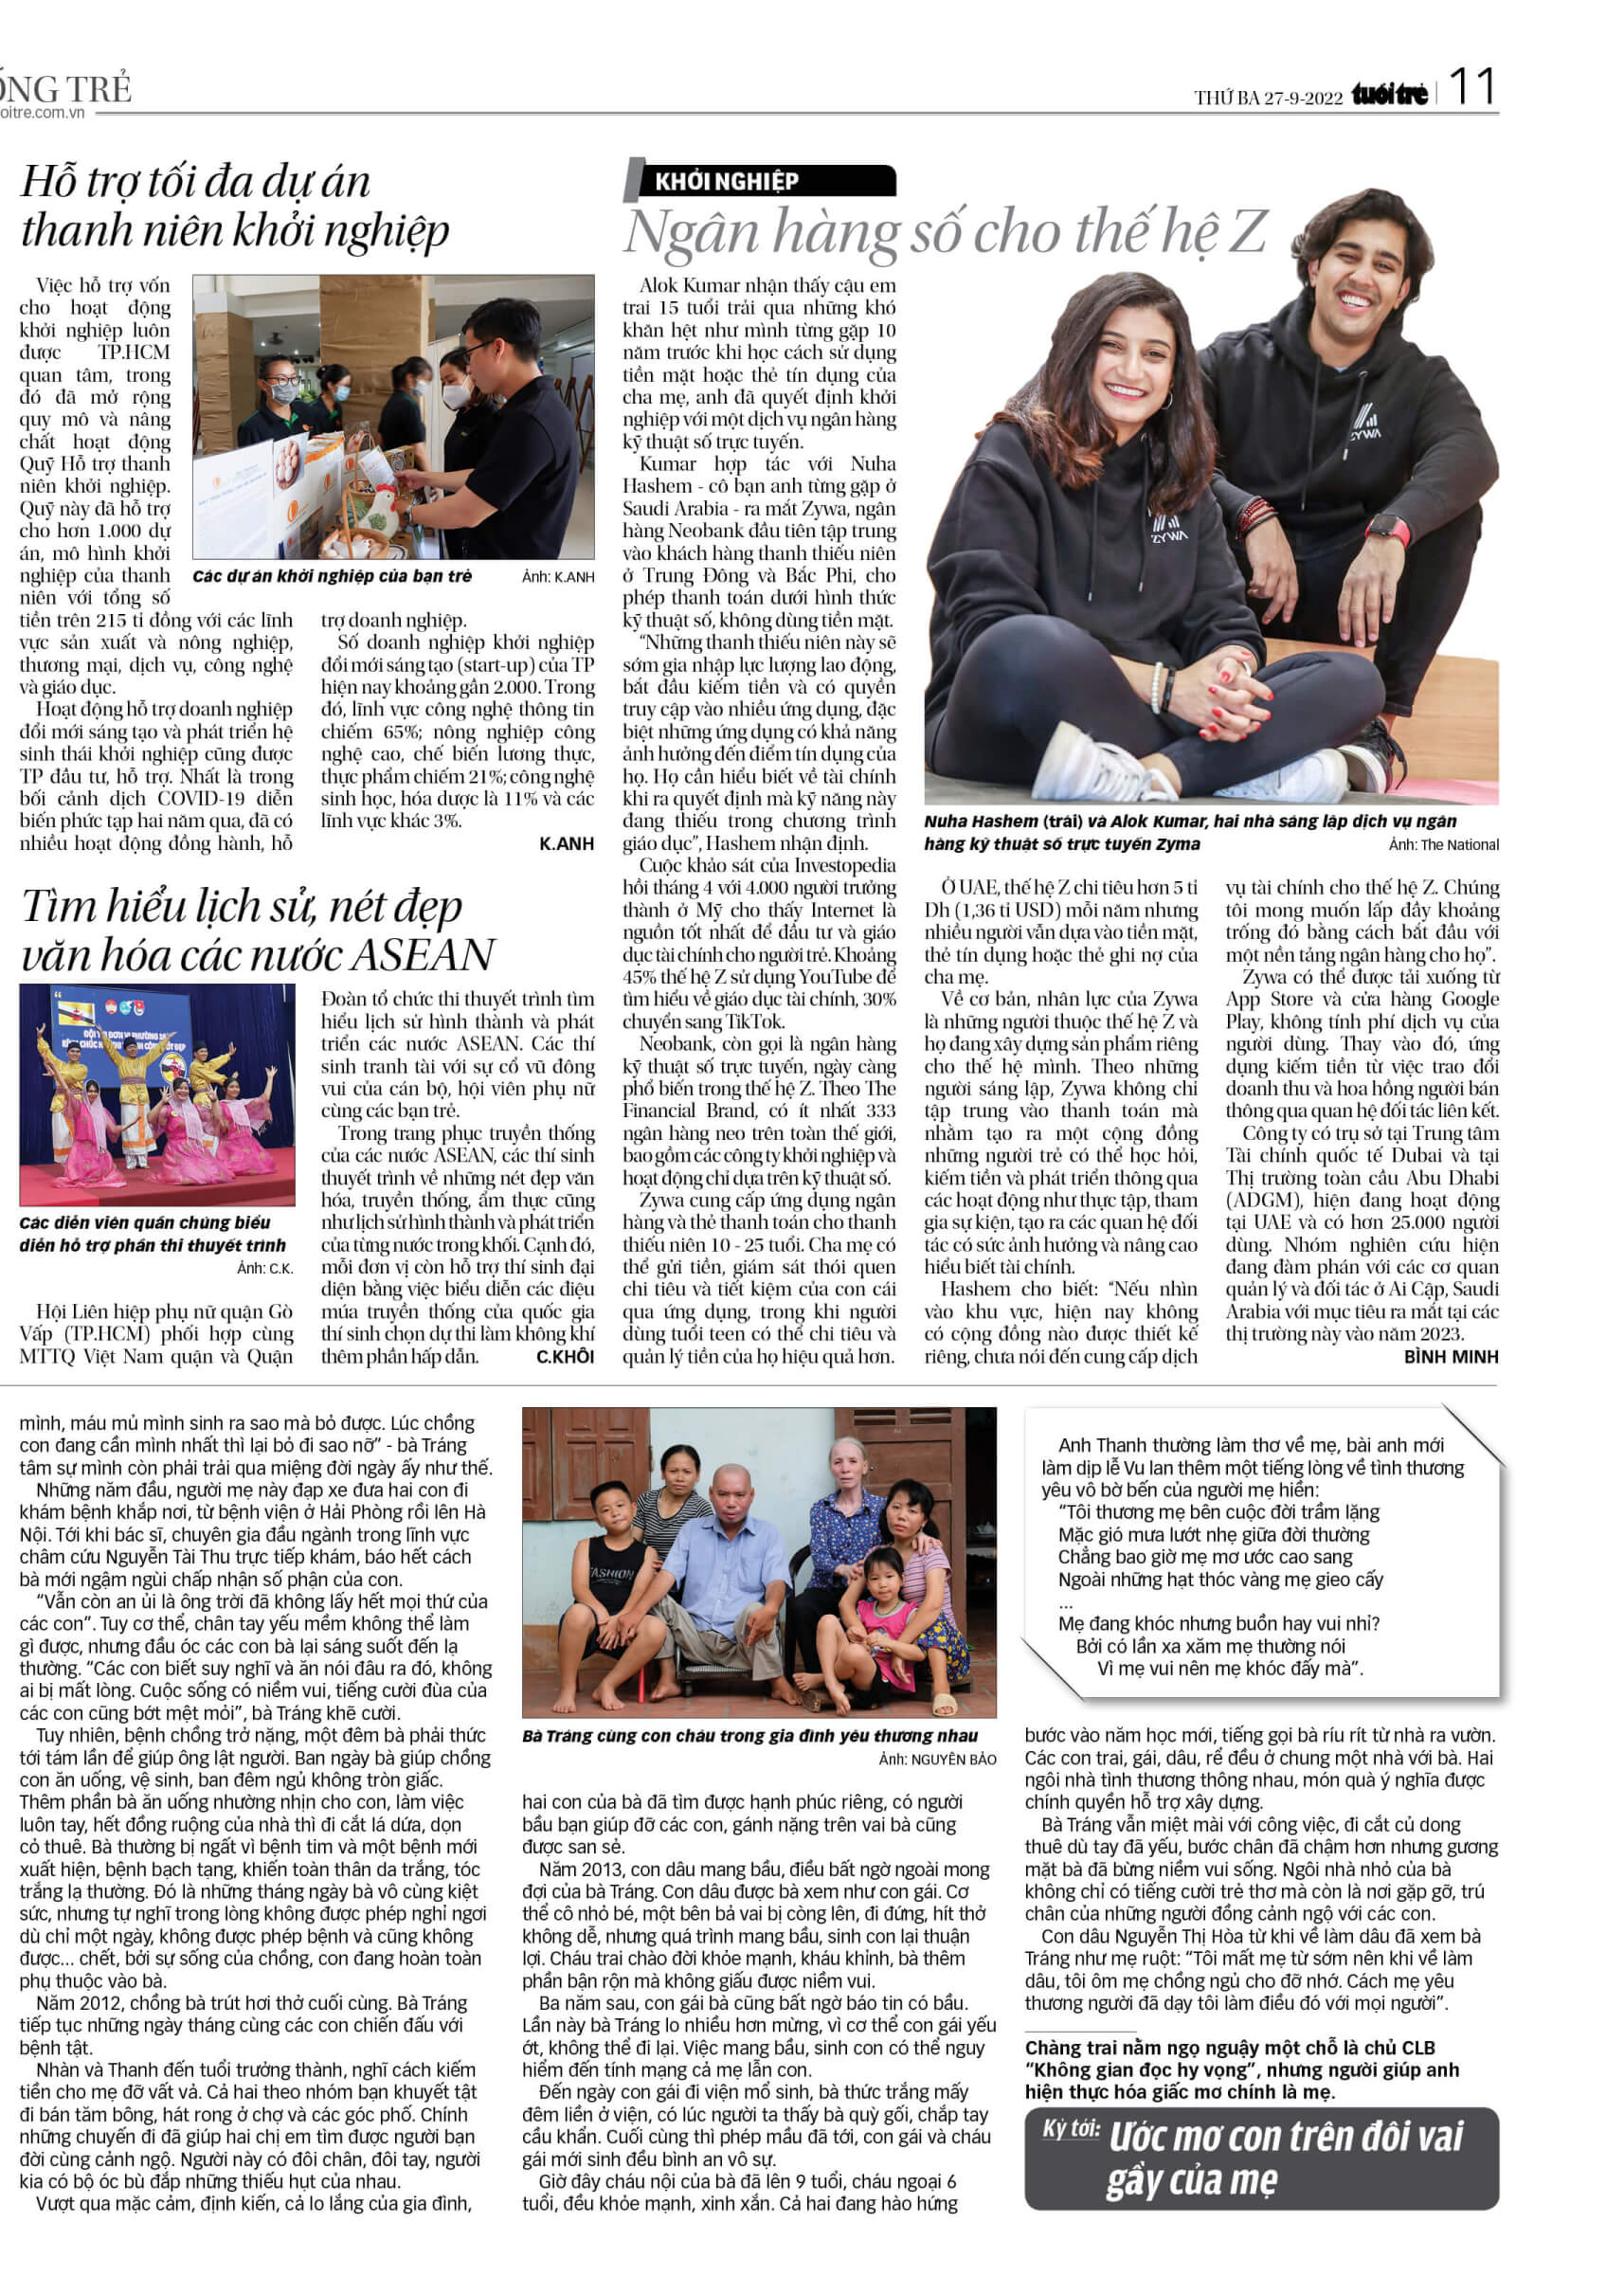 ỐNG TRẺ
oitre.com.vn
THỨ BA 27-9-2022 tuổi trẻ 11
Hỗ trợ tối đa dự án
thanh niên khởi nghiệp
Việc hỗ trợ vốn
cho hoạt động
khởi nghiệp luôn
được TP.HCM
quan tâm, trong
đó đã mở rộng
quy mô và nâng
chất hoạt động
Quỹ Hỗ trợ thanh
niên khởi nghiệp.
Quỹ này đã hỗ trợ
cho hơn 1.000 dự
án, mô hình khởi
nghiệp của thanh
niên với tổng số
tiền trên 215 tỉ đồng với các lĩnh
vực sản xuất và nông nghiệp,
thương mại, dịch vụ, công nghệ
và giáo dục.
Hoạt động hỗ trợ doanh nghiệp
đổi mới sáng tạo và phát triển hệ
sinh thái khởi nghiệp cũng được
TP đầu tư, hỗ trợ. Nhất là trong
bối cảnh dịch COVID-19 diễn
biến phức tạp hai năm qua, đã có
nhiều hoạt động đồng hành, hỗ
Các dự án khởi nghiệp của bạn trẻ Ảnh: K.ANH
trợ doanh nghiệp.
Số doanh nghiệp khởi nghiệp
đổi mới sáng tạo (start-up) của TP
hiện nay khoảng gần 2.000. Trong
đó, lĩnh vực công nghệ thông tin
chiếm 65%; nông nghiệp công
nghệ cao, chế biến lương thực,
thực phẩm chiếm 21%; công nghệ
sinh học, hóa dược là 11% và các
lĩnh vực khác 3%.
K.ANH
Tìm hiểu lịch sử, nét đẹp
văn hóa các nước ASEAN
Các diễn viên quần chúng biểu
diễn hỗ trợ phần thi thuyết trình
Ảnh: C.K.
Hội Liên hiệp phụ nữ quận Gò
Vấp (TP.HCM) phối hợp cùng
MTTQ Việt Nam quận và Quận
Đoàn tổ chức thi thuyết trình tìm
hiểu lịch sử hình thành và phát
triển các nước ASEAN. Các thí
sinh tranh tài với sự cổ vũ đông
vui của cán bộ, hội viên phụ nữ
cùng các bạn trẻ.
Trong trang phục truyền thống
của các nước ASEAN, các thí sinh
thuyết trình về những nét đẹp văn
hóa, truyền thống, ẩm thực cũng
như lịch sử hình thành và phát triển
của từng nước trong khối. Cạnh đó,
mỗi đơn vị còn hỗ trợ thí sinh đại
diện bằng việc biểu diễn các điệu
múa truyền thống của quốc gia
thí sinh chọn dự thi làm không khí
thêm phần hấp dẫn. C.KHÔI
KHỞI NGHIỆP
Ngân hàng số cho thế hệ Z
Alok Kumar nhận thấy cậu em
trai 15 tuổi trải qua những khó
khăn hệt như mình từng gặp 10
năm trước khi học cách sử dụng
tiền mặt hoặc thẻ tín dụng của
cha mẹ, anh đã quyết định khởi
nghiệp với một dịch vụ ngân hàng
kỹ thuật số trực tuyến.
Kumar hợp tác với Nuha
Hashem - cô bạn anh từng gặp ở
Saudi Arabia - ra mắt Zywa, ngân
hàng Neobank đầu tiên tập trung
vào khách hàng thanh thiếu niên
ở Trung Đông và Bắc Phi, cho
phép thanh toán dưới hình thức
kỹ thuật số, không dùng tiền mặt.
“Những thanh thiếu niên này sẽ
sớm gia nhập lực lượng lao động,
bắt đầu kiếm tiền và có quyền
truy cập vào nhiều ứng dụng, đặc
biệt những ứng dụng có khả năng
ảnh hưởng đến điểm tín dụng của
họ. Họ cần hiểu biết về tài chính
khi ra quyết định mà kỹ năng này
đang thiếu trong chương trình
giáo dục”, Hashem nhận định.
Cuộc khảo sát của Investopedia
hồi tháng 4 với 4.000 người trưởng
thành ở Mỹ cho thấy Internet là
nguồn tốt nhất để đầu tư và giáo
dục tài chính cho người trẻ. Khoảng
45% thế hệ Z sử dụng YouTube để
tìm hiểu về giáo dục tài chính, 30%
chuyển sang TikTok.
Neobank, còn gọi là ngân hàng
kỹ thuật số trực tuyến, ngày càng
phổ biến trong thế hệ Z. Theo The
Financial Brand, có ít nhất 333
ngân hàng neo trên toàn thế giới,
bao gồm các công ty khởi nghiệp và
hoạt động chỉ dựa trên kỹ thuật số.
Zywa cung cấp ứng dụng ngân
hàng và thẻ thanh toán cho thanh
thiếu niên 10 - 25 tuổi. Cha mẹ có
thể gửi tiền, giám sát thói quen
chi tiêu và tiết kiệm của con cái
qua ứng dụng, trong khi người
dùng tuổi teen có thể chi tiêu và
quản lý tiền của họ hiệu quả hơn.
ZYWA
ZYWA
Nuha Hashem (trái) và Alok Kumar, hai nhà sáng lập dịch vụ ngân
hàng kỹ thuật số trực tuyến Zyma Ảnh: The National
Ở UAE, thế hệ Z chi tiêu hơn 5 tỉ
Dh (1,36 tỉ USD) mỗi năm nhưng
nhiều người vẫn dựa vào tiền mặt,
thẻ tín dụng hoặc thẻ ghi nợ của
cha mẹ.
Về cơ bản, nhân lực của Zywa
là những người thuộc thế hệ Z và
họ đang xây dựng sản phẩm riêng
cho thế hệ mình. Theo những
người sáng lập, Zywa không chỉ
tập trung vào thanh toán mà
nhằm tạo ra một cộng đồng
những người trẻ có thể học hỏi,
kiếm tiền và phát triển thông qua
các hoạt động như thực tập, tham
gia sự kiện, tạo ra các quan hệ đối
tác có sức ảnh hưởng và nâng cao
hiểu biết tài chính.
Hashem cho biết: “Nếu nhìn
vào khu vực, hiện nay không
có cộng đồng nào được thiết kế
riêng, chưa nói đến cung cấp dịch
vụ tài chính cho thế hệ Z. Chúng
tôi mong muốn lấp đầy khoảng
trống đó bằng cách bắt đầu với
một nền tảng ngân hàng cho họ”.
Zywa có thể được tải xuống từ
App Store và cửa hàng Google
Play, không tính phí dịch vụ của
người dùng. Thay vào đó, ứng
dụng kiếm tiền từ việc trao đổi
doanh thu và hoa hồng người bán
thông qua quan hệ đối tác liên kết.
Công ty có trụ sở tại Trung tâm
Tài chính quốc tế Dubai và tại
Thị trường toàn cầu Abu Dhabi
(ADGM), hiện đang hoạt động
tại UAE và có hơn 25.000 người
dùng. Nhóm nghiên cứu hiện
đang đàm phán với các cơ quan
quản lý và đối tác ở Ai Cập, Saudi
Arabia với mục tiêu ra mắt tại các
thị trường này vào năm 2023.
BÌNH MINH
mình, máu mủ mình sinh ra sao mà bỏ được. Lúc chồng
con đang cần mình nhất thì lại bỏ đi sao nỡ” - bà Tráng
tâm sự mình còn phải trải qua miệng đời ngày ấy như thế.
Những năm đầu, người mẹ này đạp xe đưa hai con đi
khám bệnh khắp nơi, từ bệnh viện ở Hải Phòng rồi lên Hà
Nội. Tới khi bác sĩ, chuyên gia đầu ngành trong lĩnh vực
châm cứu Nguyễn Tài Thu trực tiếp khám, báo hết cách
bà mới ngậm ngùi chấp nhận số phận của con.
“Vẫn còn an ủi là ông trời đã không lấy hết mọi thứ của
các con”. Tuy cơ thể, chân tay yếu mềm không thể làm
gì được, nhưng đầu óc các con bà lại sáng suốt đến lạ
thường. “Các con biết suy nghĩ và ăn nói đâu ra đó, không
ai bị mất lòng. Cuộc sống có niềm vui, tiếng cười đùa của
các con cũng bớt mệt mỏi”, bà Tráng khẽ cười.
Tuy nhiên, bệnh chồng trở nặng, một đêm bà phải thức
tới tám lần để giúp ông lật người. Ban ngày bà giúp chồng
con ăn uống, vệ sinh, ban đêm ngủ không tròn giấc.
Thêm phần bà ăn uống nhường nhịn cho con, làm việc
luôn tay, hết đồng ruộng của nhà thì đi cắt lá dứa, dọn
cỏ thuê. Bà thường bị ngất vì bệnh tim và một bệnh mới
xuất hiện, bệnh bạch tạng, khiến toàn thân da trắng, tóc
trắng lạ thường. Đó là những tháng ngày bà vô cùng kiệt
sức, nhưng tự nghĩ trong lòng không được phép nghỉ ngơi
dù chỉ một ngày, không được phép bệnh và cũng không
được... chết, bởi sự sống của chồng, con đang hoàn toàn
phụ thuộc vào bà.
Năm 2012, chồng bà trút hơi thở cuối cùng. Bà Tráng
tiếp tục những ngày tháng cùng các con chiến đấu với
bệnh tật.
Nhàn và Thanh đến tuổi trưởng thành, nghĩ cách kiếm
tiền cho mẹ đỡ vất vả. Cả hai theo nhóm bạn khuyết tật
đi bán tăm bông, hát rong ở chợ và các góc phố. Chính
những chuyến đi đã giúp hai chị em tìm được người bạn
đời cùng cảnh ngộ. Người này có đôi chân, đôi tay, người
kia có bộ óc bù đắp những thiếu hụt của nhau.
Vượt qua mặc cảm, định kiến, cả lo lắng của gia đình,
FASHION
Bà Tráng cùng con cháu trong gia đình yêu thương nhau
Ảnh: NGUYÊN BẢO
hai con của bà đã tìm được hạnh phúc riêng, có người
bầu bạn giúp đỡ các con, gánh nặng trên vai bà cũng
được san sẻ.
Năm 2013, con dâu mang bầu, điều bất ngờ ngoài mong
đợi của bà Tráng. Con dâu được bà xem như con gái. Cơ
thể cô nhỏ bé, một bên bả vai bị còng lên, đi đứng, hít thở
không dễ, nhưng quá trình mang bầu, sinh con lại thuận
lợi. Cháu trai chào đời khỏe mạnh, kháu khỉnh, bà thêm
phần bận rộn mà không giấu được niềm vui.
Ba năm sau, con gái bà cũng bất ngờ báo tin có bầu.
Lần này bà Tráng lo nhiều hơn mừng, vì cơ thể con gái yếu
ớt, không thể đi lại. Việc mang bầu, sinh con có thể nguy
hiểm đến tính mạng cả mẹ lẫn con.
Đến ngày con gái đi viện mổ sinh, bà thức trắng mấy
đêm liền ở viện, có lúc người ta thấy bà quỳ gối, chắp tay
cầu khẩn. Cuối cùng thì phép mầu đã tới, con gái và cháu
gái mới sinh đều bình an vô sự.
Giờ đây cháu nội của bà đã lên 9 tuổi, cháu ngoại 6
tuổi, đều khỏe mạnh, xinh xắn. Cả hai đang hào hứng
Anh Thanh thường làm thơ về mẹ, bài anh mới
làm dịp lễ Vu lan thêm một tiếng lòng về tình thương
yêu vô bờ bến của người mẹ hiền:
“Tôi thương mẹ bên cuộc đời trầm lặng
Mặc gió mưa lướt nhẹ giữa đời thường
Chẳng bao giờ mẹ mơ ước cao sang
Ngoài những hạt thóc vàng mẹ gieo cấy
...
Mẹ đang khóc nhưng buồn hay vui nhỉ?
Bởi có lần xa xăm mẹ thường nói
Vì mẹ vui nên mẹ khóc đấy mà”.
bước vào năm học mới, tiếng gọi bà ríu rít từ nhà ra vườn.
Các con trai, gái, dâu, rể đều ở chung một nhà với bà. Hai
ngôi nhà tình thương thông nhau, món quà ý nghĩa được
chính quyền hỗ trợ xây dựng.
Bà Tráng vẫn miệt mài với công việc, đi cắt củ dong
thuê dù tay đã yếu, bước chân đã chậm hơn nhưng gương
mặt bà đã bừng niềm vui sống. Ngôi nhà nhỏ của bà
không chỉ có tiếng cười trẻ thơ mà còn là nơi gặp gỡ, trú
chân của những người đồng cảnh ngộ với các con.
Con dâu Nguyễn Thị Hòa từ khi về làm dâu đã xem bà
Tráng như mẹ ruột: “Tôi mất mẹ từ sớm nên khi về làm
dâu, tôi ôm mẹ chồng ngủ cho đỡ nhớ. Cách mẹ yêu
thương người đã dạy tôi làm điều đó với mọi người”.
Chàng trai nằm ngọ nguậy một chỗ là chủ CLB
“Không gian đọc hy vọng”, nhưng người giúp anh
hiện thực hóa giấc mơ chính là mẹ.
Kỳ tới: Ước mơ con trên đôi vai
gầy của mẹ